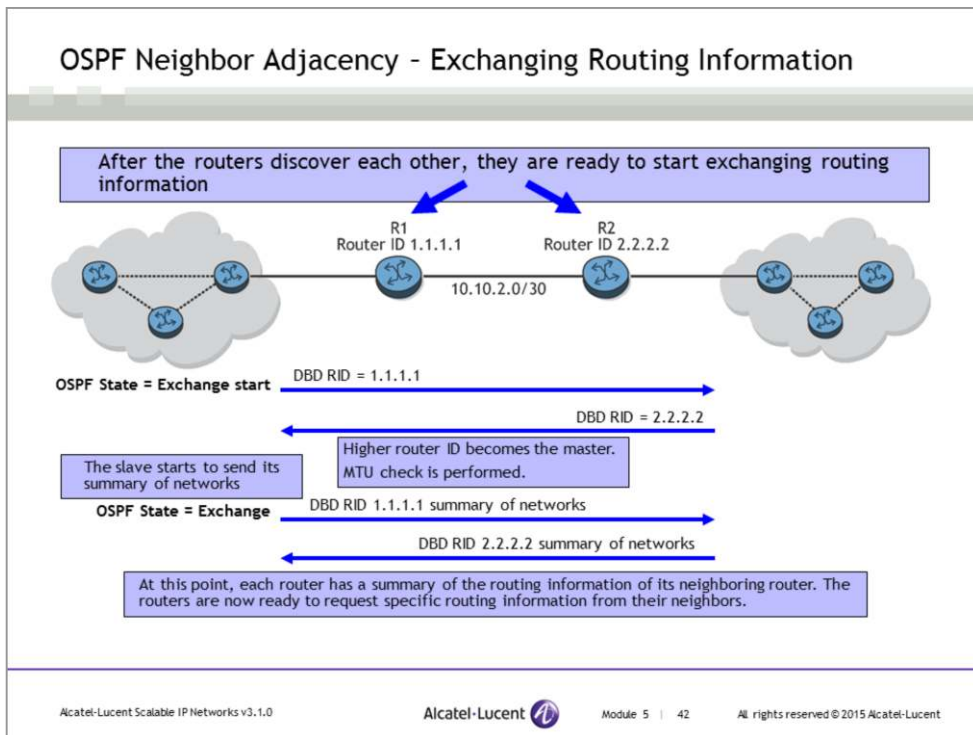 OSPF Neighbor Adjacency – Exchanging Routing Information
After the routers discover each other, they are ready to start exchanging routing
information
R1
Router ID 1.1.1.1
R2
Router ID 2.2.2.2
10.10.2.0/30
DBD RID = 1.1.1.1
OSPF State = Exchange start
DBD RID = 2.2.2.2
Higher router ID becomes the master.
MTU check is performed.
The slave starts to send its
summary of networks
DBD RID 1.1.1.1 summary of networks
OSPF State = Exchange
DBD RID 2.2.2.2 summary of networks
At this point, each router has a summary of the routing information of its neighboring router. The
routers are now ready to request specific routing information from their neighbors.
Alcatel-Lucent Scalable IP Networks v3.1.0
Alcatel·Lucent
Module 5 | 42
All rights reserved © 2015 Alcatel-Lucent